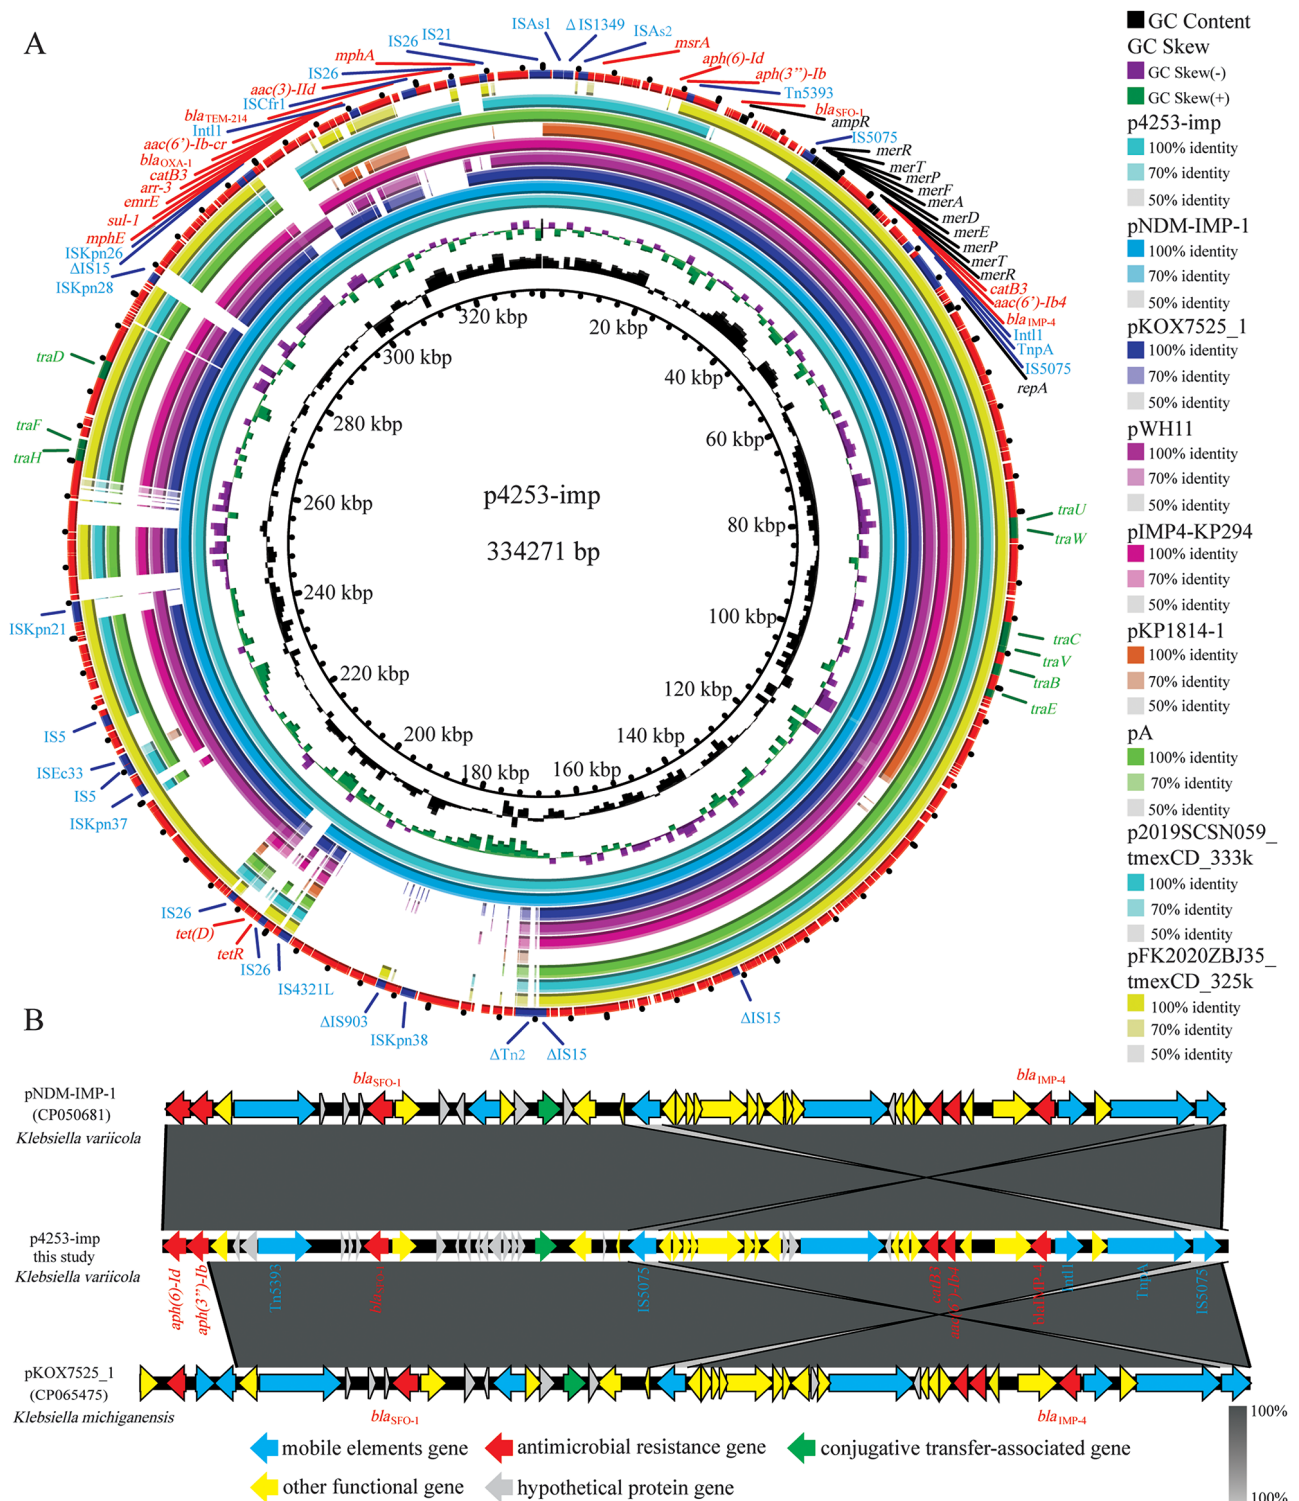 A
ISAs1
Δ IS1349
ISAs2
msrA
aph(6)-Id
aph(3”)-Ib
Tn5393
blaSFO-1
ampR
IS5075
merR
merT
merP
merF
merA
merD
merE
merP
merT
merR
catB3
aac(6’)-Ib4
blaIMP-4
Intl1
TnpA
IS5075
repA
traU
traW
traC
traV
traB
traE
ΔIS15
ΔIS15
ΔTn2
ISKpn38
ΔIS903
IS4321L
IS26
tetR
tet(D)
IS26
ISKpn37
IS5
ISEc33
IS5
ISKpn21
traH
traF
traD
ISKpn28
ΔIS15
ISKpn26
mphE
sul-1
emrE
arr-3
catB3
blaOXA-1
aac(6’)-Ib-cr
Intl1
blaTEM-214
ISCfr1
aac(3)-IId
IS26
mphA
IS26
IS21
20 kbp
40 kbp
60 kbp
80 kbp
100 kbp
120 kbp
140 kbp
160 kbp
180 kbp
200 kbp
220 kbp
240 kbp
260 kbp
280 kbp
300 kbp
320 kbp
p4253-imp
334271 bp
GC Content
GC Skew
GC Skew(-)
GC Skew(+)
p4253-imp
100% identity
70% identity
50% identity
pNDM-IMP-1
100% identity
70% identity
50% identity
pKOX7525_1
100% identity
70% identity
50% identity
pWH11
100% identity
70% identity
50% identity
pIMP4-KP294
100% identity
70% identity
50% identity
pKP1814-1
100% identity
70% identity
50% identity
pA
100% identity
70% identity
50% identity
p2019SCSN059_
tmexCD_333k
100% identity
70% identity
50% identity
pFK2020ZBJ35_
tmexCD_325k
100% identity
70% identity
50% identity
B
pNDM-IMP-1
(CP050681)
Klebsiella variicola
blaSFO-1
blaIMP-4
p4253-imp
this study
Klebsiella variicola
aph(6)-Id
aph(3”)-Ib
Tn5393
blaSFO-1
IS5075
catB3
aac(6’)-Ib4
blaIMP-4
Intl1
TnpA
IS5075
pKOX7525_1
(CP065475)
Klebsiella michiganensis
blaSFO-1
blaIMP-4
mobile elements gene
antimicrobial resistance gene
conjugative transfer-associated gene
other functional gene
hypothetical protein gene
100%
100%